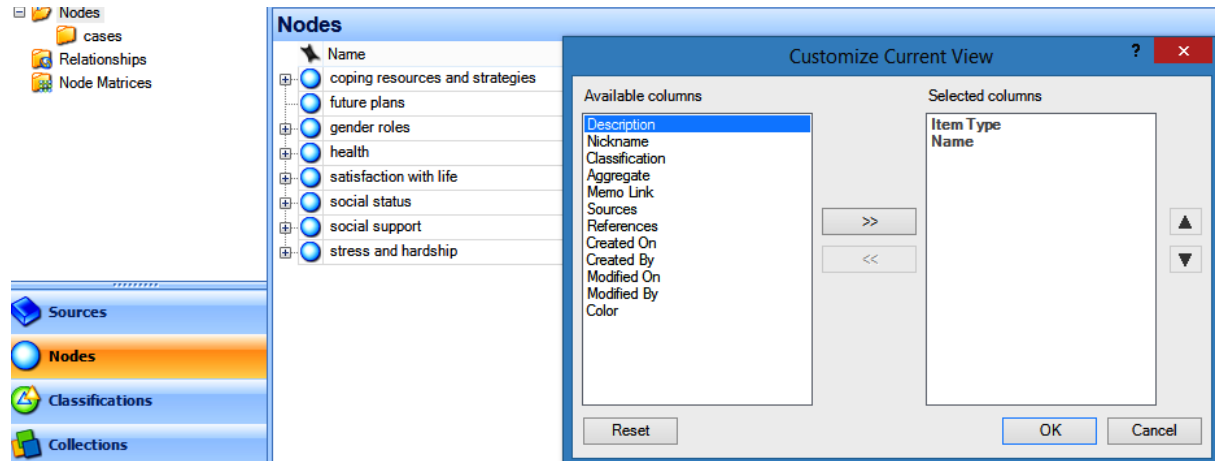 Nodes
cases
Relationships
Node Matrices
Sources
Nodes
Classifications
Collections
Nodes
Name
coping resources and strategies
future plans
gender roles
health
satisfaction with life
social status
social support
stress and hardship
Customize Current View
?
Available columns
Description
Nickname
Classification
Aggregate
Memo Link
Sources
References
Created On
Created By
Modified On
Modified By
Color
>>
<<
Selected columns
Item Type
Name
Reset
OK
Cancel